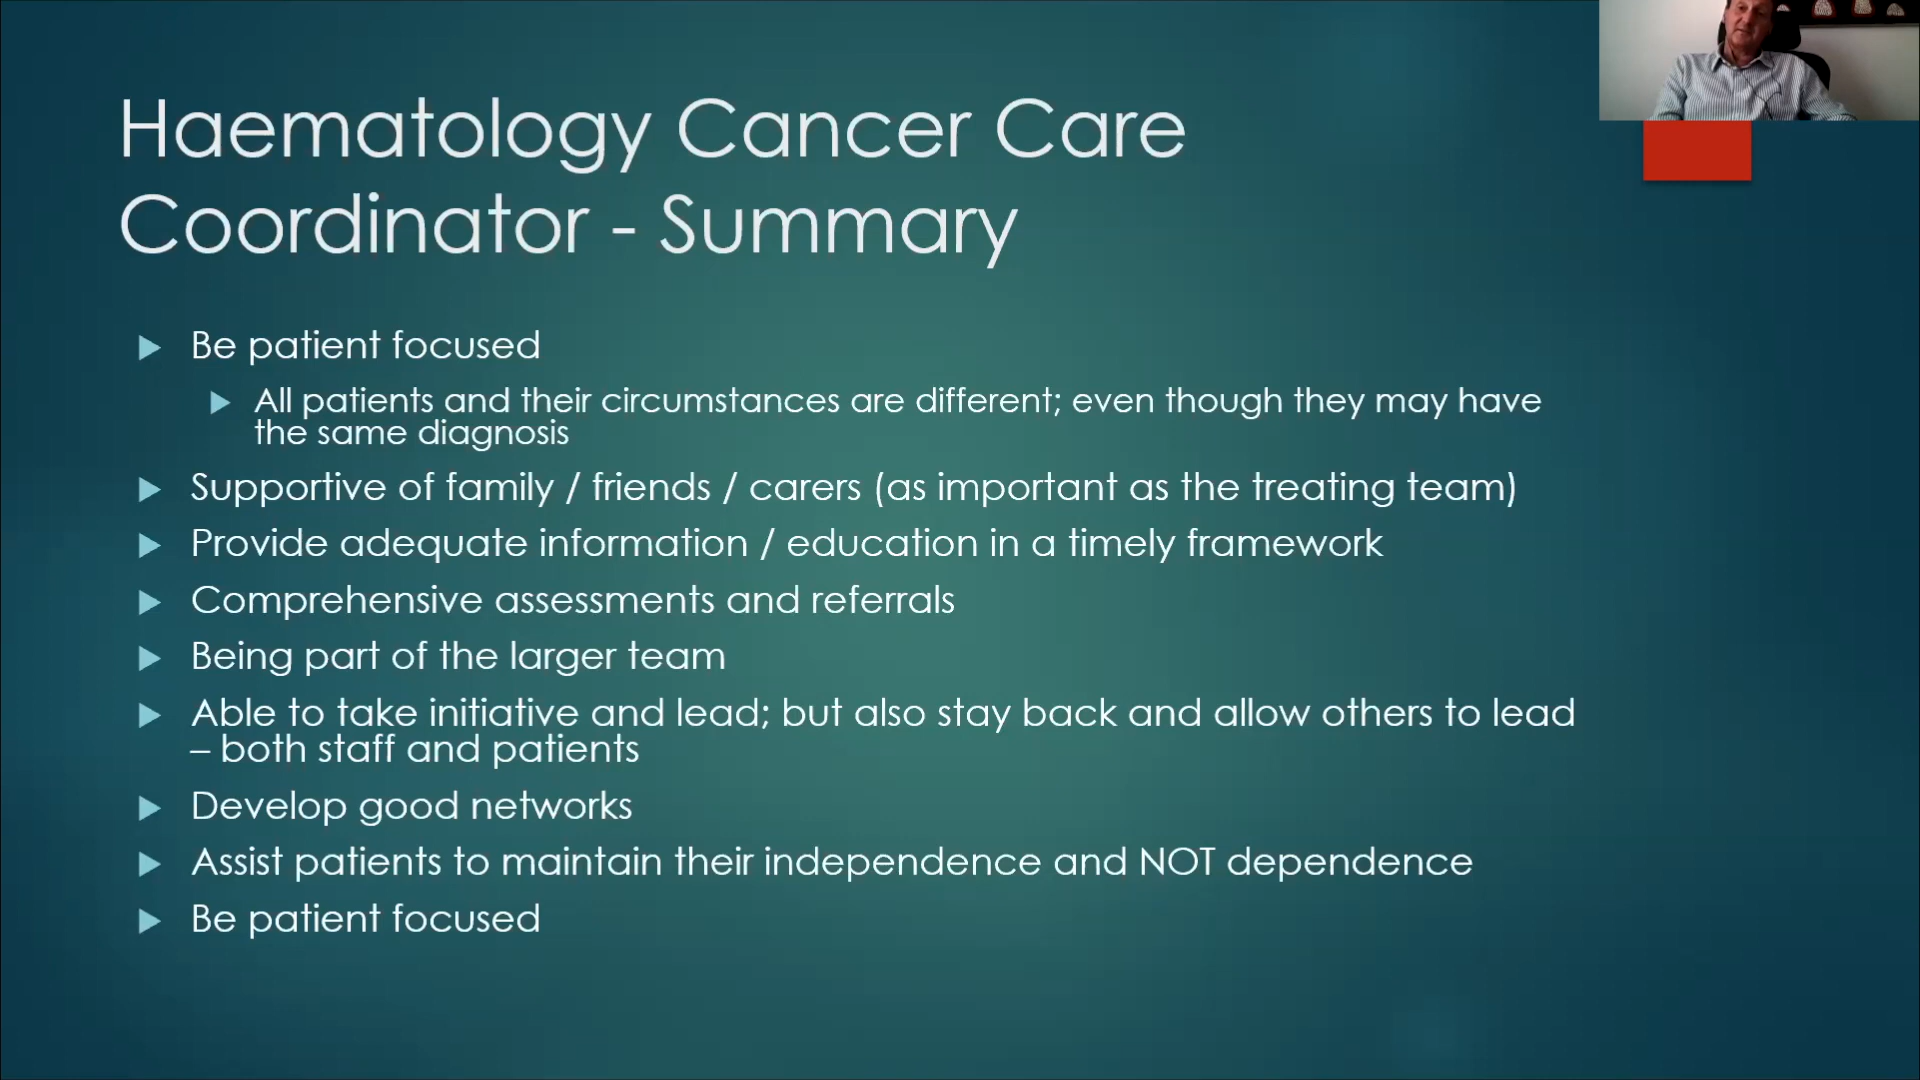 Haematology Cancer Care
Coordinator - Summary
Be patient focused
All patients and their circumstances are different; even though they may have
the same diagnosis
Supportive of family / friends / carers (as important as the treating team)
Provide adequate information / education in a timely framework
Comprehensive assessments and referrals
Being part of the larger team
Able to take initiative and lead; but also stay back and allow others to lead
– both staff and patients
Develop good networks
Assist patients to maintain their independence and NOT dependence
Be patient focused